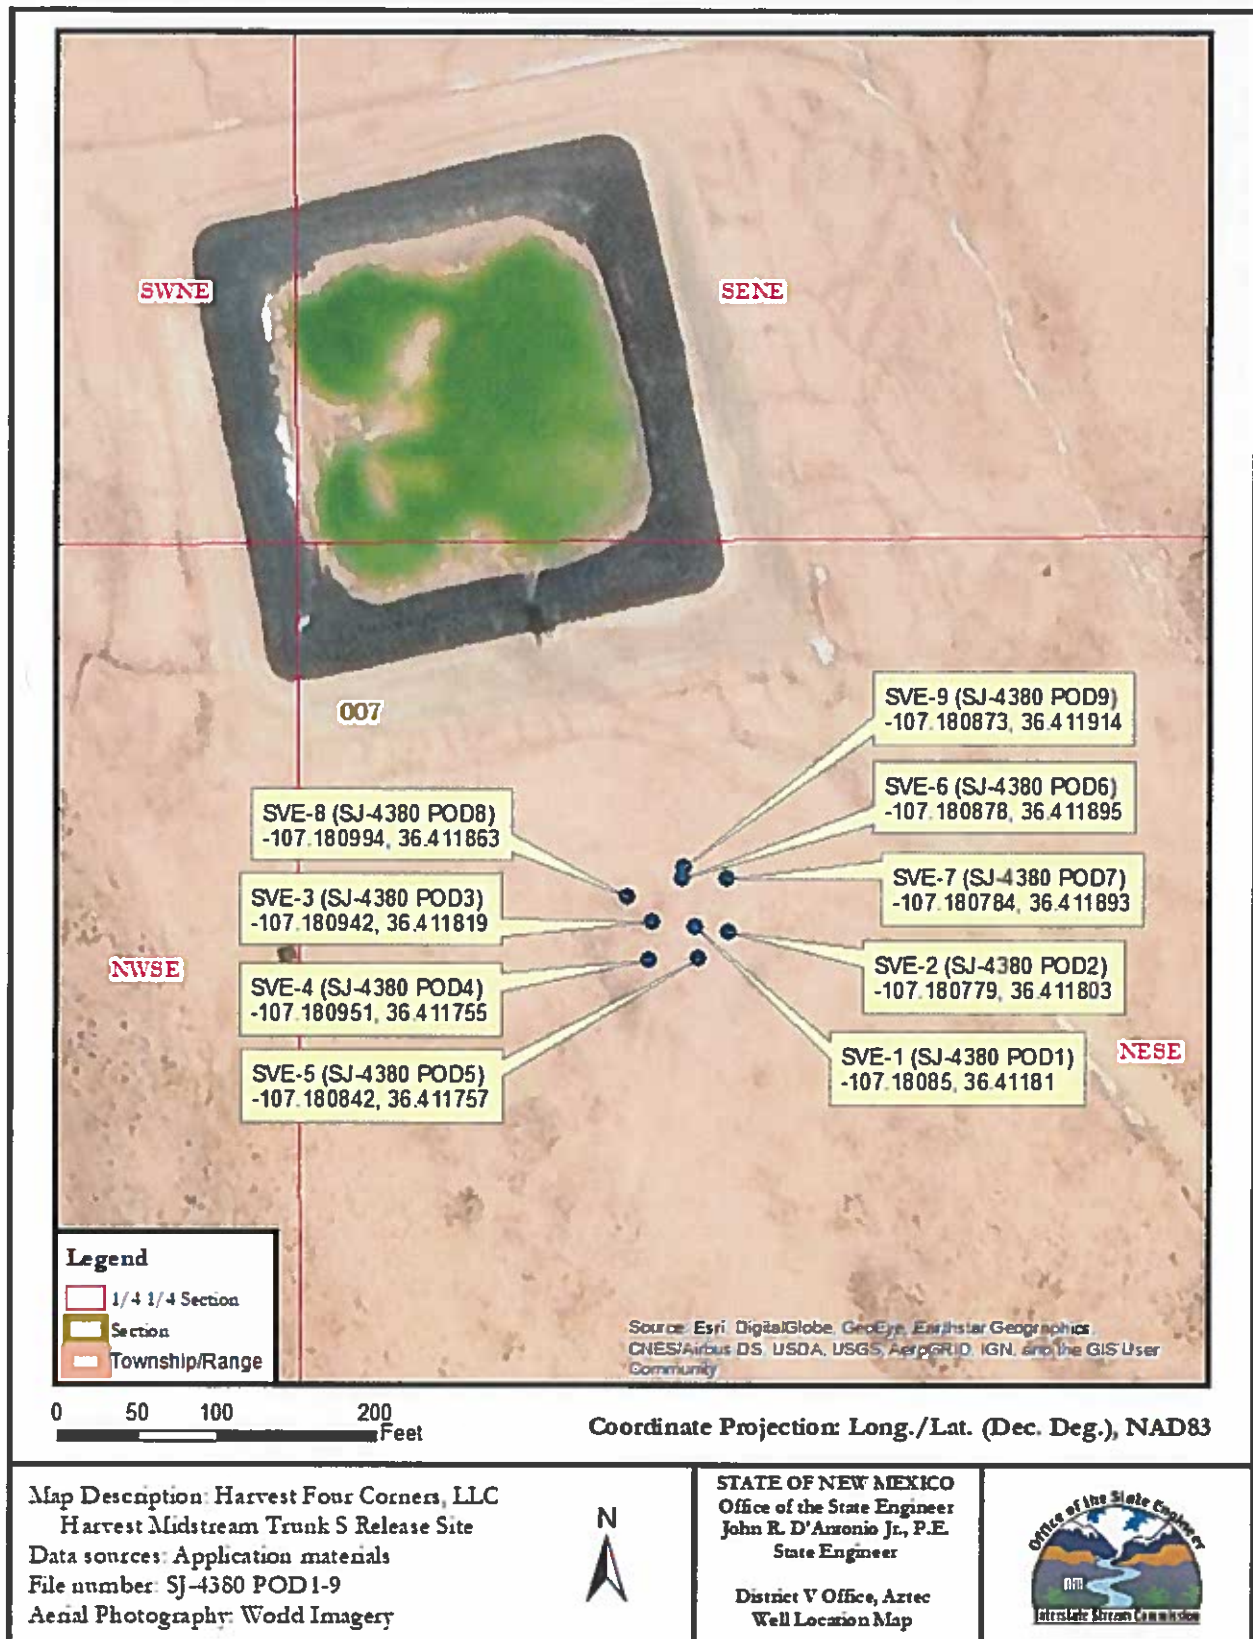 SWNE
SENE
007
SVE-9 (SJ-4380 POD9)
-107.180873, 36.411914
SVE-6 (SJ-4380 POD6)
-107.180878, 36.411895
SVE-8 (SJ-4380 POD8)
-107.180994, 36.411863
SVE-7 (SJ-4380 POD7)
-107.180784, 36.411893
SVE-3 (SJ-4380 POD3)
-107.180942, 36.411819
NWSE
SVE-2 (SJ-4380 POD2)
-107.180779, 36.411803
SVE-4 (SJ-4380 POD4)
-107.180951, 36.411755
SVE-1 (SJ-4380 POD1)
-107.18085, 36.41181
NESE
SVE-5 (SJ-4380 POD5)
-107.180842, 36.411757
Legend
1/4 1/4 Section
Section
Township/Range
Source: Esri, DigitalGlobe, GeoEye, Earthstar Geographics,
CNES/Airbus DS, USDA, USGS, AeroGRID, IGN, and the GIS User
Community
0 50 100 200
Feet
Coordinate Projection: Long./Lat. (Dec. Deg.), NAD83
Map Description: Harvest Four Corners, LLC
Harvest Midstream Trunk S Release Site
Data sources: Application materials
File number: SJ-4380 POD1-9
Aerial Photography: World Imagery
N
STATE OF NEW MEXICO
Office of the State Engineer
John R. D'Antonio Jr., P.E.
State Engineer
District V Office, Aztec
Well Location Map
Office of the State Engineer
nm
Interstate Stream Commission